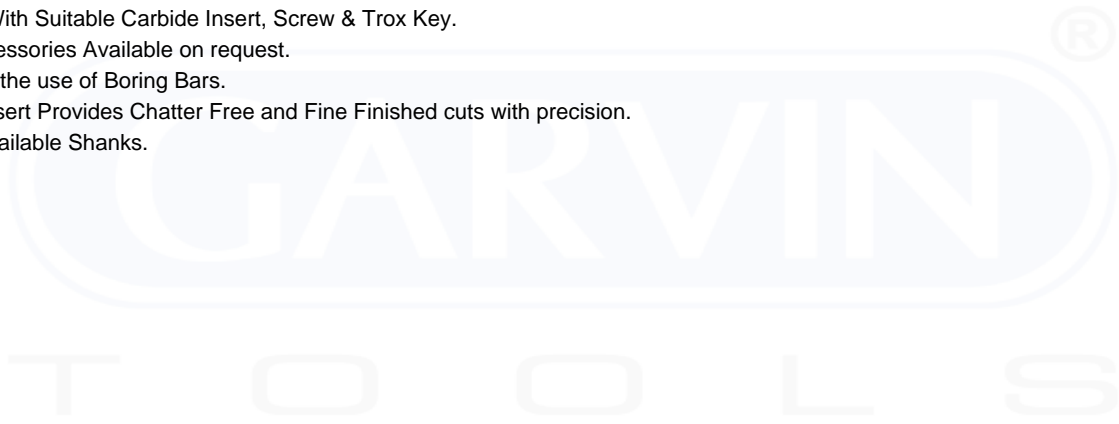 With Suitable Carbide Insert, Screw & Trox Key.
essories Available on request.
the use of Boring Bars.
sert Provides Chatter Free and Fine Finished cuts with precision.
ailable Shanks.
GARVIN®
TOOLS